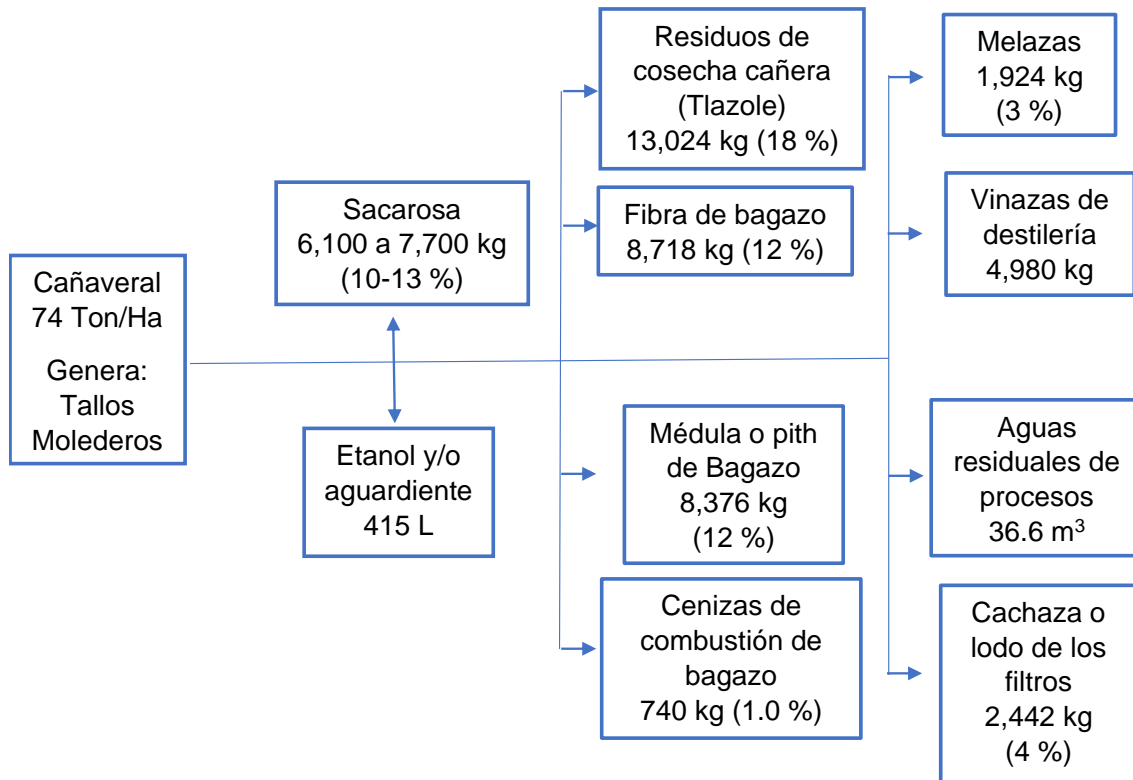 Cañaveral
74 Ton/Ha
Genera:
Tallos
Molederos
Sacarosa
6,100 a 7,700 kg
(10-13 %)
Etanol y/o
aguardiente
415 L
Residuos de
cosecha cañera
(Tlazole)
13,024 kg (18 %)
Fibra de bagazo
8,718 kg (12 %)
Médula o pith
de Bagazo
8,376 kg
(12 %)
Cenizas de
combustión de
bagazo
740 kg (1.0 %)
Melazas
1,924 kg
(3 %)
Vinazas de
destilería
4,980 kg
Aguas
residuales de
procesos
36.6 m³
Cachaza o
lodo de los
filtros
2,442 kg
(4 %)